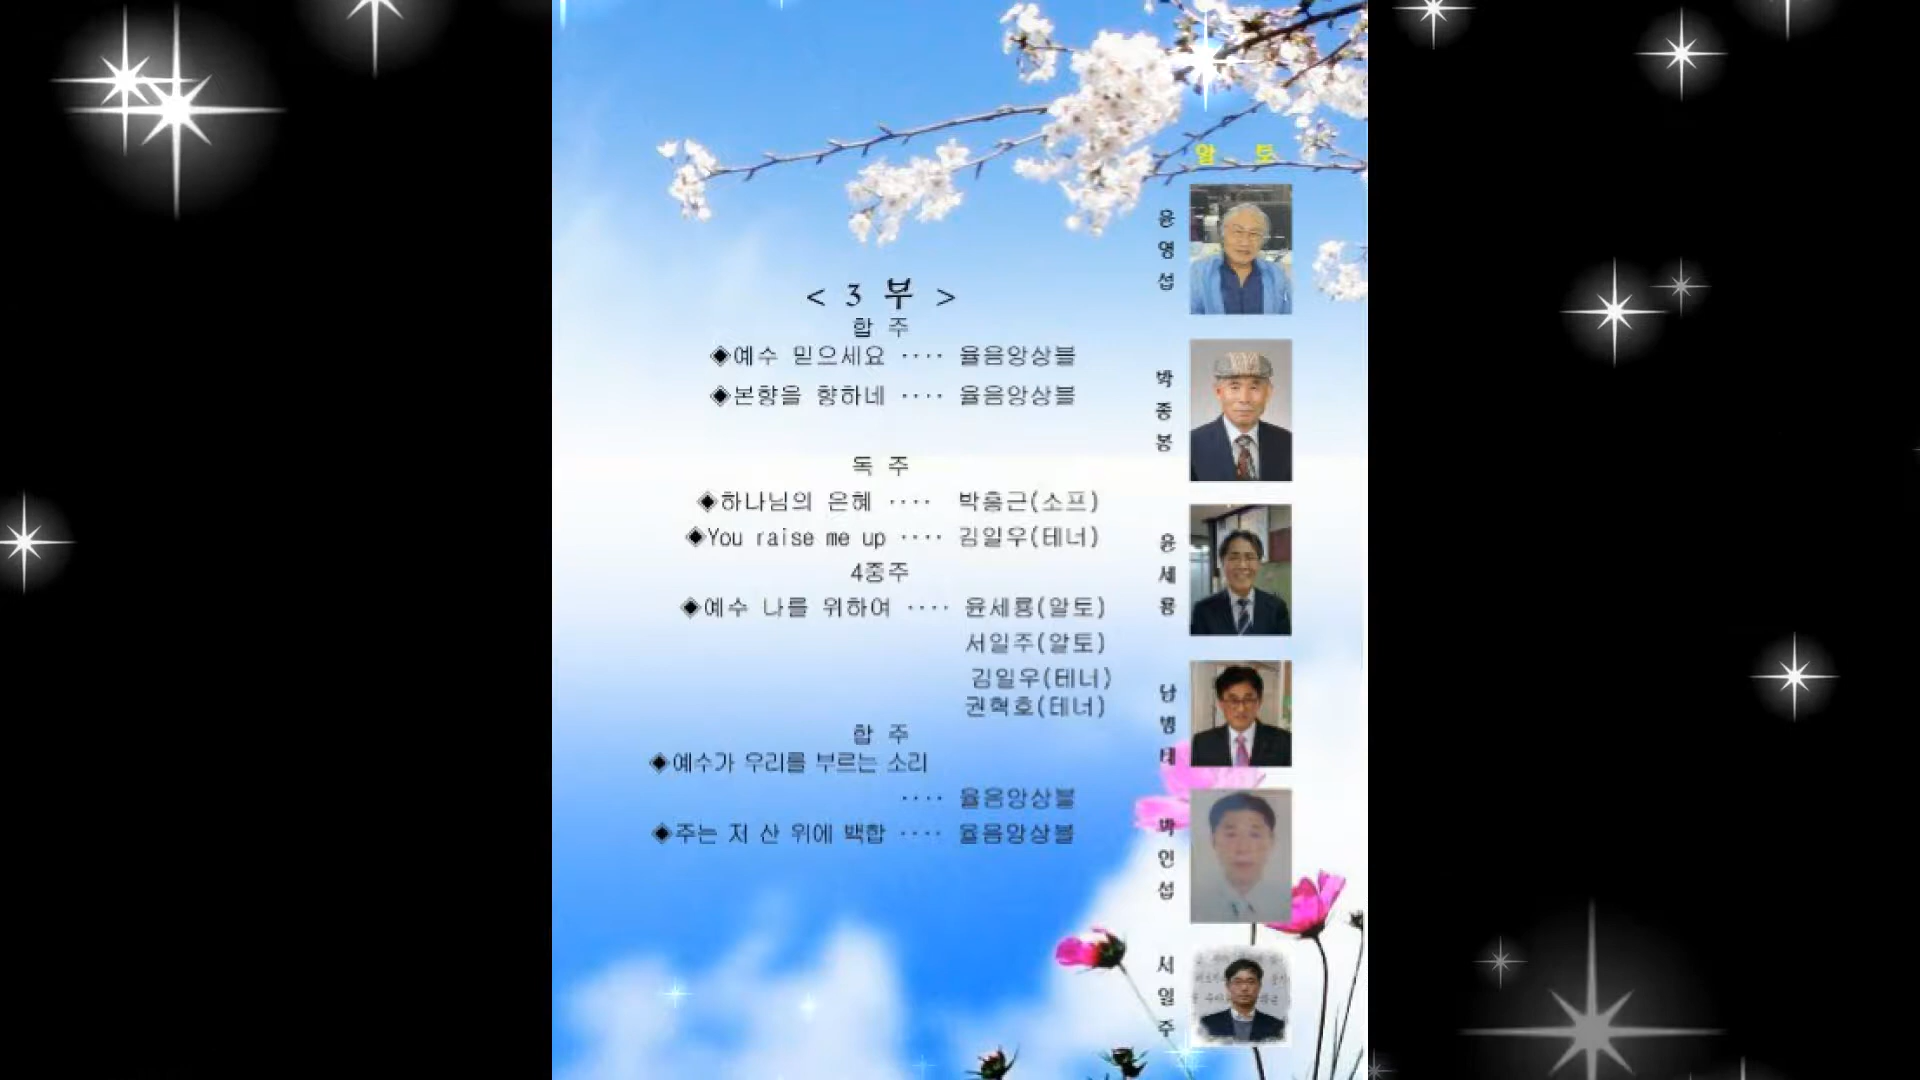 < 3 부 >
합 주
◆예수 믿으세요 ···· 율음앙상블
◆본향을 향하네 ···· 율음앙상블
독 주
◆하나님의 은혜 ···· 박흥근(소프)
◆You raise me up ···· 김일우(테너)
4중주
◆예수 나를 위하여 ···· 윤세룡(알토)
서일주(알토)
김일우(테너)
권혁호(테너)
합 주
◆예수가 우리를 부르는 소리
···· 율음앙상블
◆주는 저 산 위에 백합 ···· 율음앙상블
알 토
윤영섭
박종봉
윤세룡
남병태
박인섭
서일주